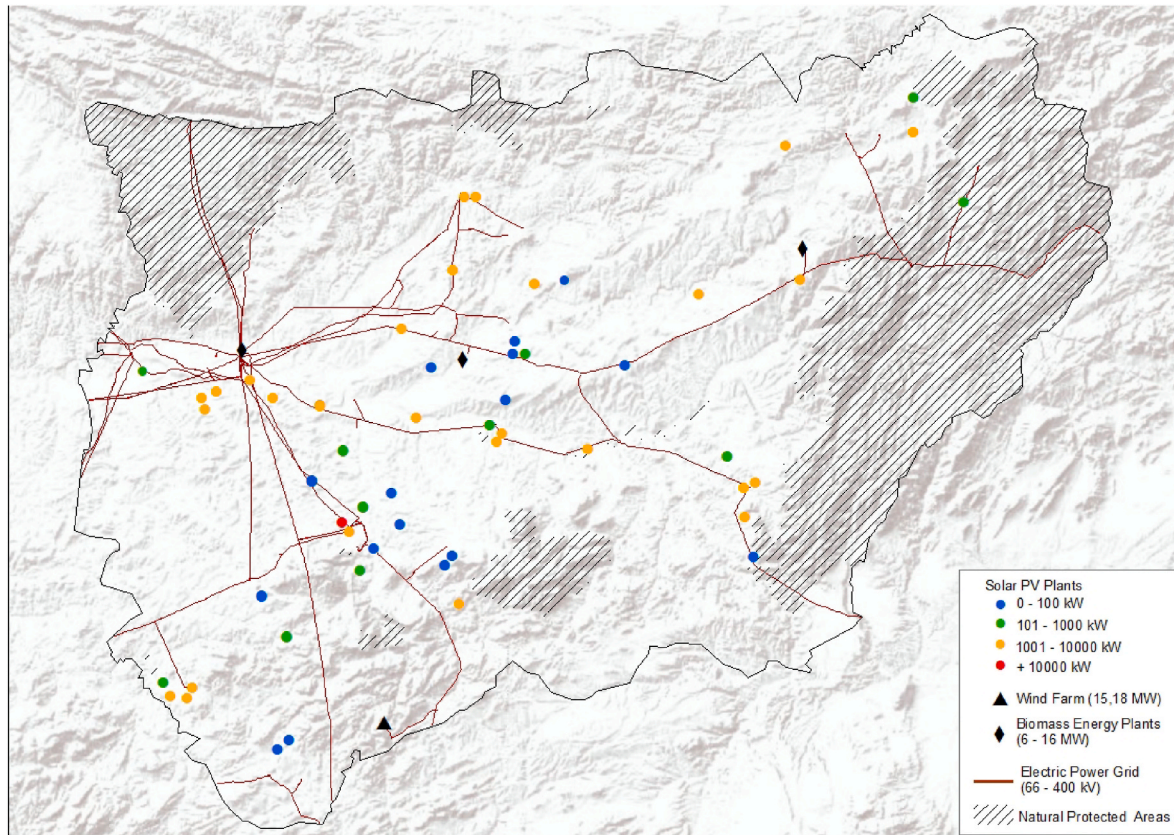 Solar PV Plants
0 - 100 kW
101 - 1000 kW
1001 - 10000 kW
+ 10000 kW
Wind Farm (15,18 MW)
Biomass Energy Plants
(6 - 16 MW)
Electric Power Grid
(66 - 400 kV)
Natural Protected Areas